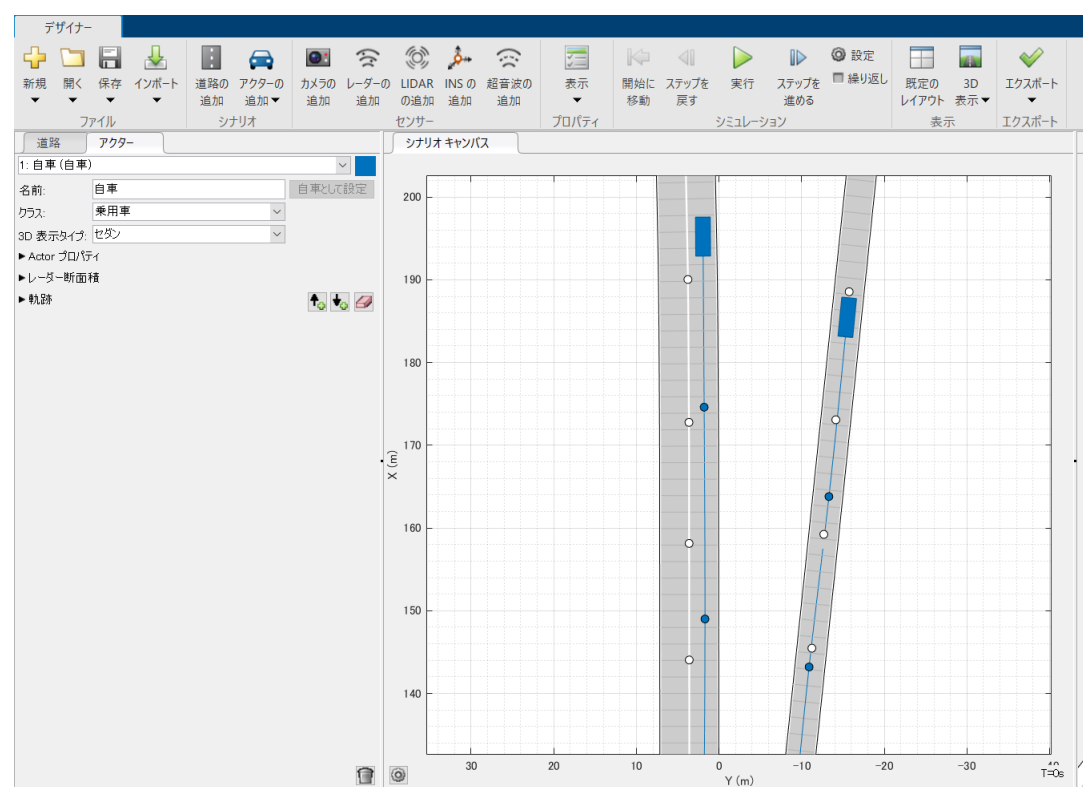 デザイナー
新規 開く 保存 インポート 道路の アクターの カメラの レーダーの LIDAR INS の 超音波の 表示 開始に ステップを 実行 ステップを 設定 既定の 3D エクスポート
追加 追加 追加 追加 の追加 追加 追加 移動 戻す 進める 繰り返し レイアウト 表示
ファイル シナリオ センサー プロパティ シミュレーション 表示 エクスポート
道路 アクター
1: 自車 (自車)
名前: 自車 自車として設定
クラス: 乗用車
3D 表示タイプ: セダン
Actor プロパティ
レーダー断面積
軌跡
シナリオ キャンバス
200
190
180
170
X (m)
160
150
140
30 20 10 0 -10 -20 -30
Y (m)
T=0s